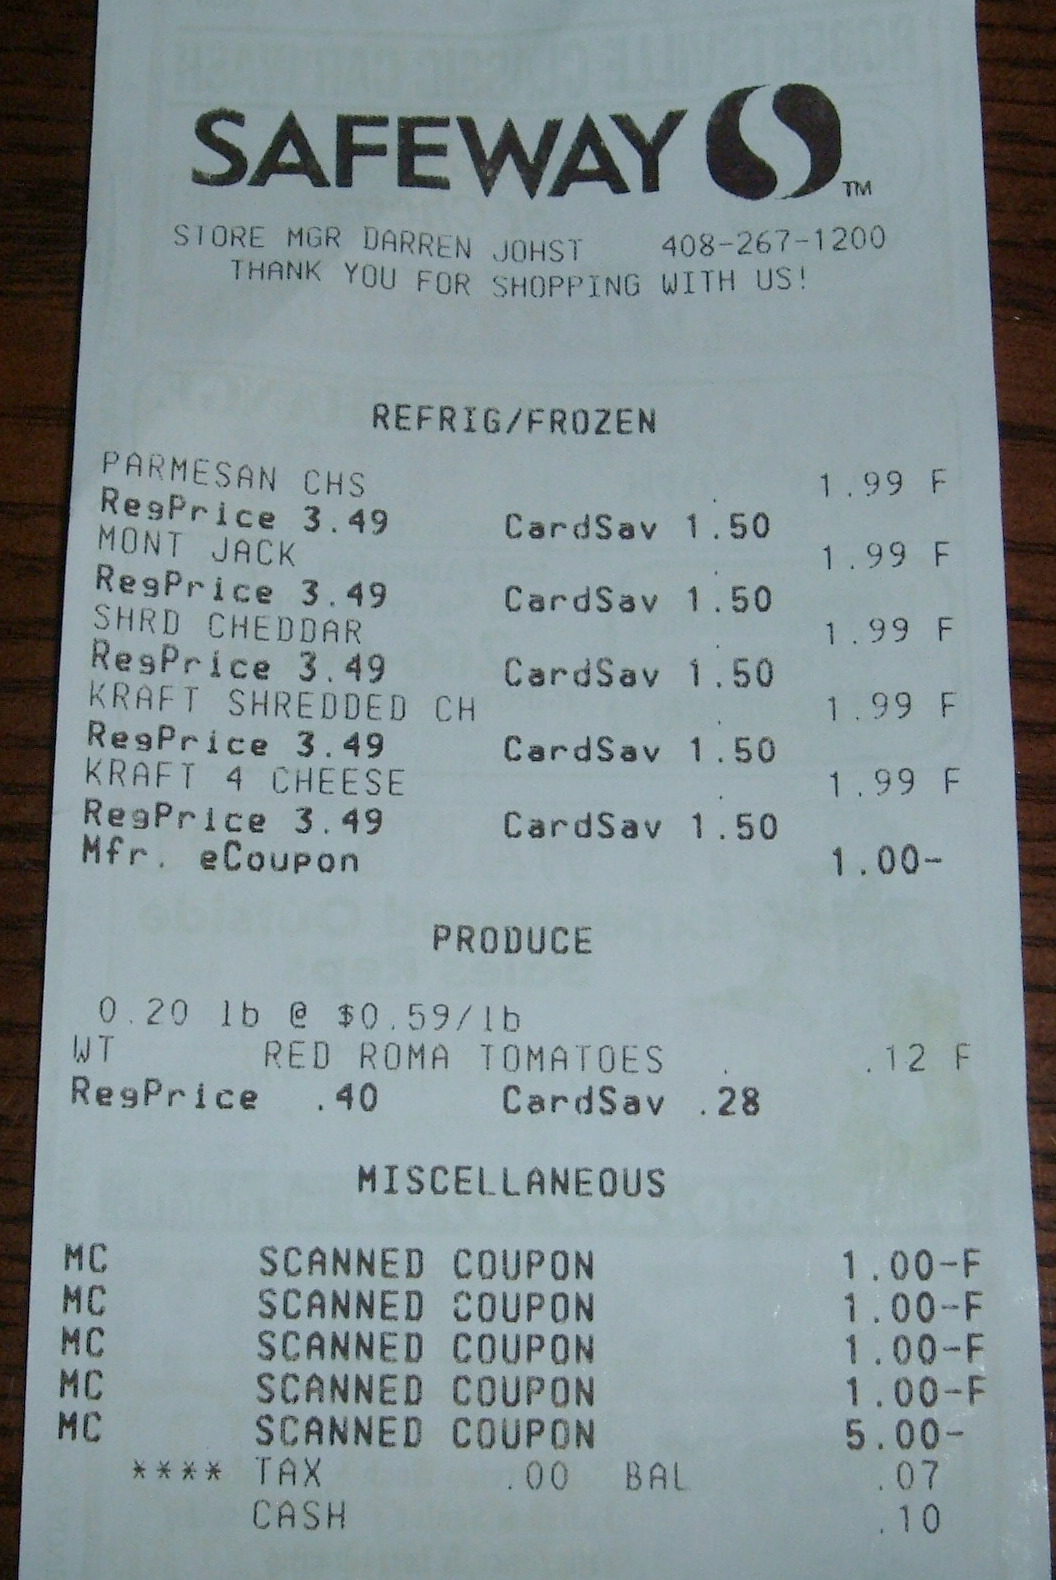 SAFEWAY TM
STORE MGR DARREN JOHST 408-267-1200
THANK YOU FOR SHOPPING WITH US!
REFRIG/FROZEN
PARMESAN CHS 1.99 F
RegPrice 3.49 CardSav 1.50
MONT JACK 1.99 F
RegPrice 3.49 CardSav 1.50
SHRD CHEDDAR 1.99 F
RegPrice 3.49 CardSav 1.50
KRAFT SHREDDED CH 1.99 F
RegPrice 3.49 CardSav 1.50
KRAFT 4 CHEESE 1.99 F
RegPrice 3.49 CardSav 1.50
Mfr. eCoupon 1.00-
PRODUCE
0.20 lb @ $0.59/lb
WT RED ROMA TOMATOES .12 F
RegPrice .40 CardSav .28
MISCELLANEOUS
MC SCANNED COUPON 1.00-F
MC SCANNED COUPON 1.00-F
MC SCANNED COUPON 1.00-F
MC SCANNED COUPON 1.00-F
MC SCANNED COUPON 5.00-
**** TAX .00 BAL .07
CASH .10